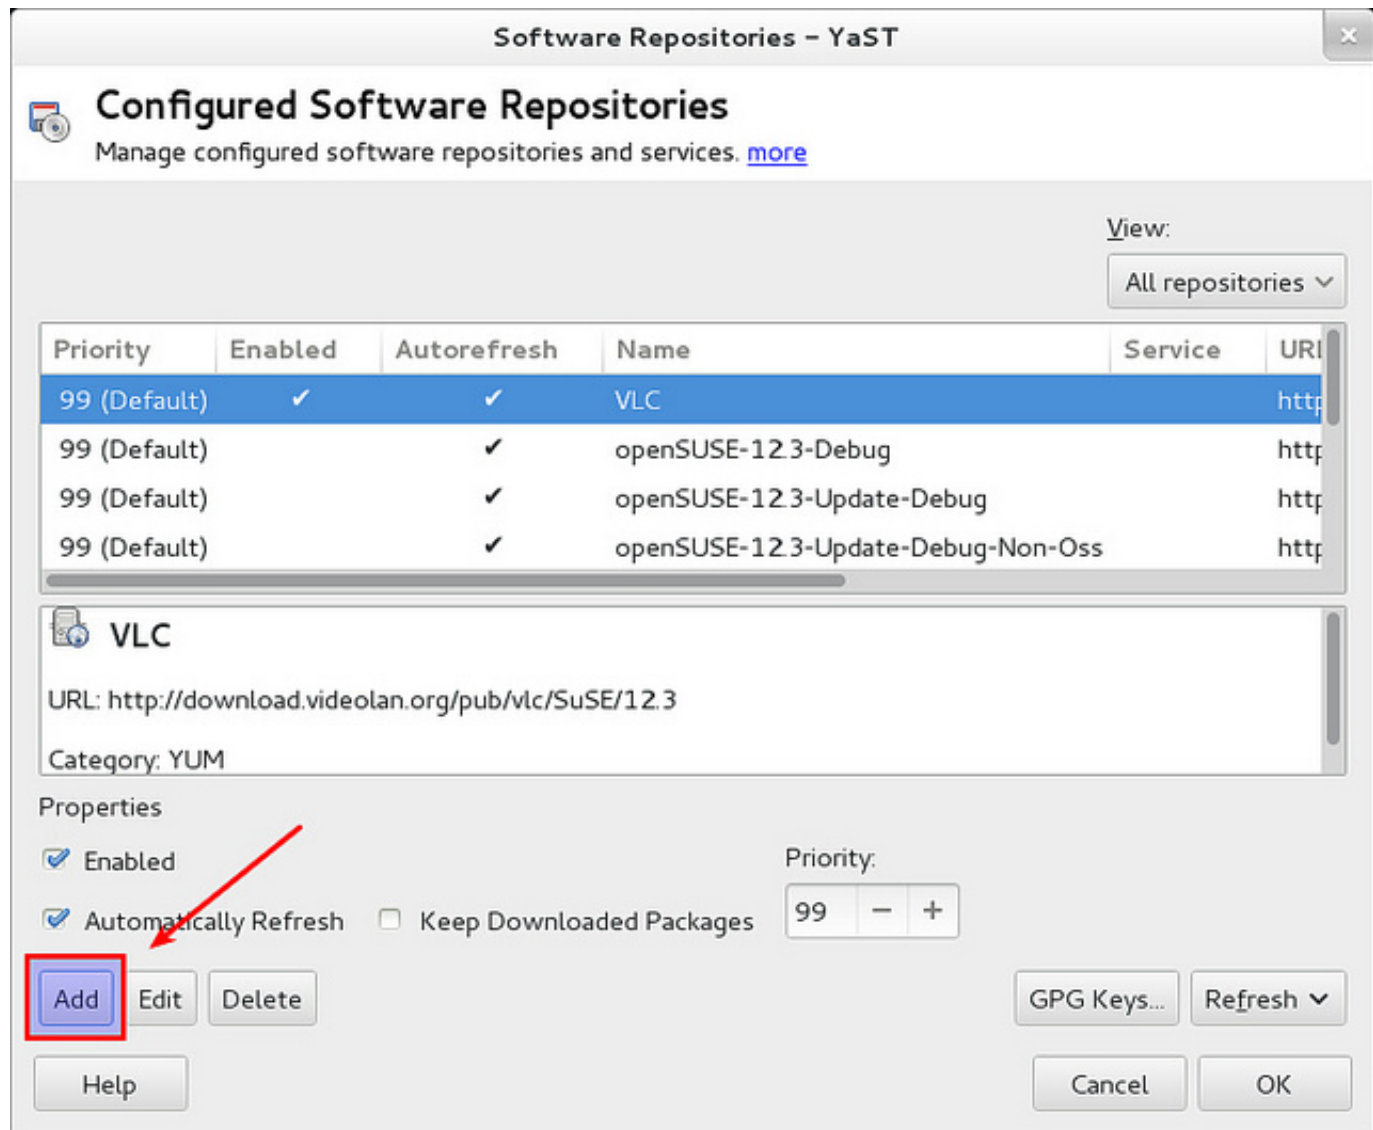 Software Repositories - YaST
Configured Software Repositories
Manage configured software repositories and services. more
View:
All repositories
Priority Enabled Autorefresh Name Service URL
99 (Default) ✔ ✔ VLC http
99 (Default) ✔ openSUSE-12.3-Debug http
99 (Default) ✔ openSUSE-12.3-Update-Debug http
99 (Default) ✔ openSUSE-12.3-Update-Debug-Non-Oss http
VLC
URL: http://download.videolan.org/pub/vlc/SuSE/12.3
Category: YUM
Properties
Enabled
Priority:
Automatically Refresh Keep Downloaded Packages 99 − +
Add Edit Delete GPG Keys... Refresh
Help Cancel OK